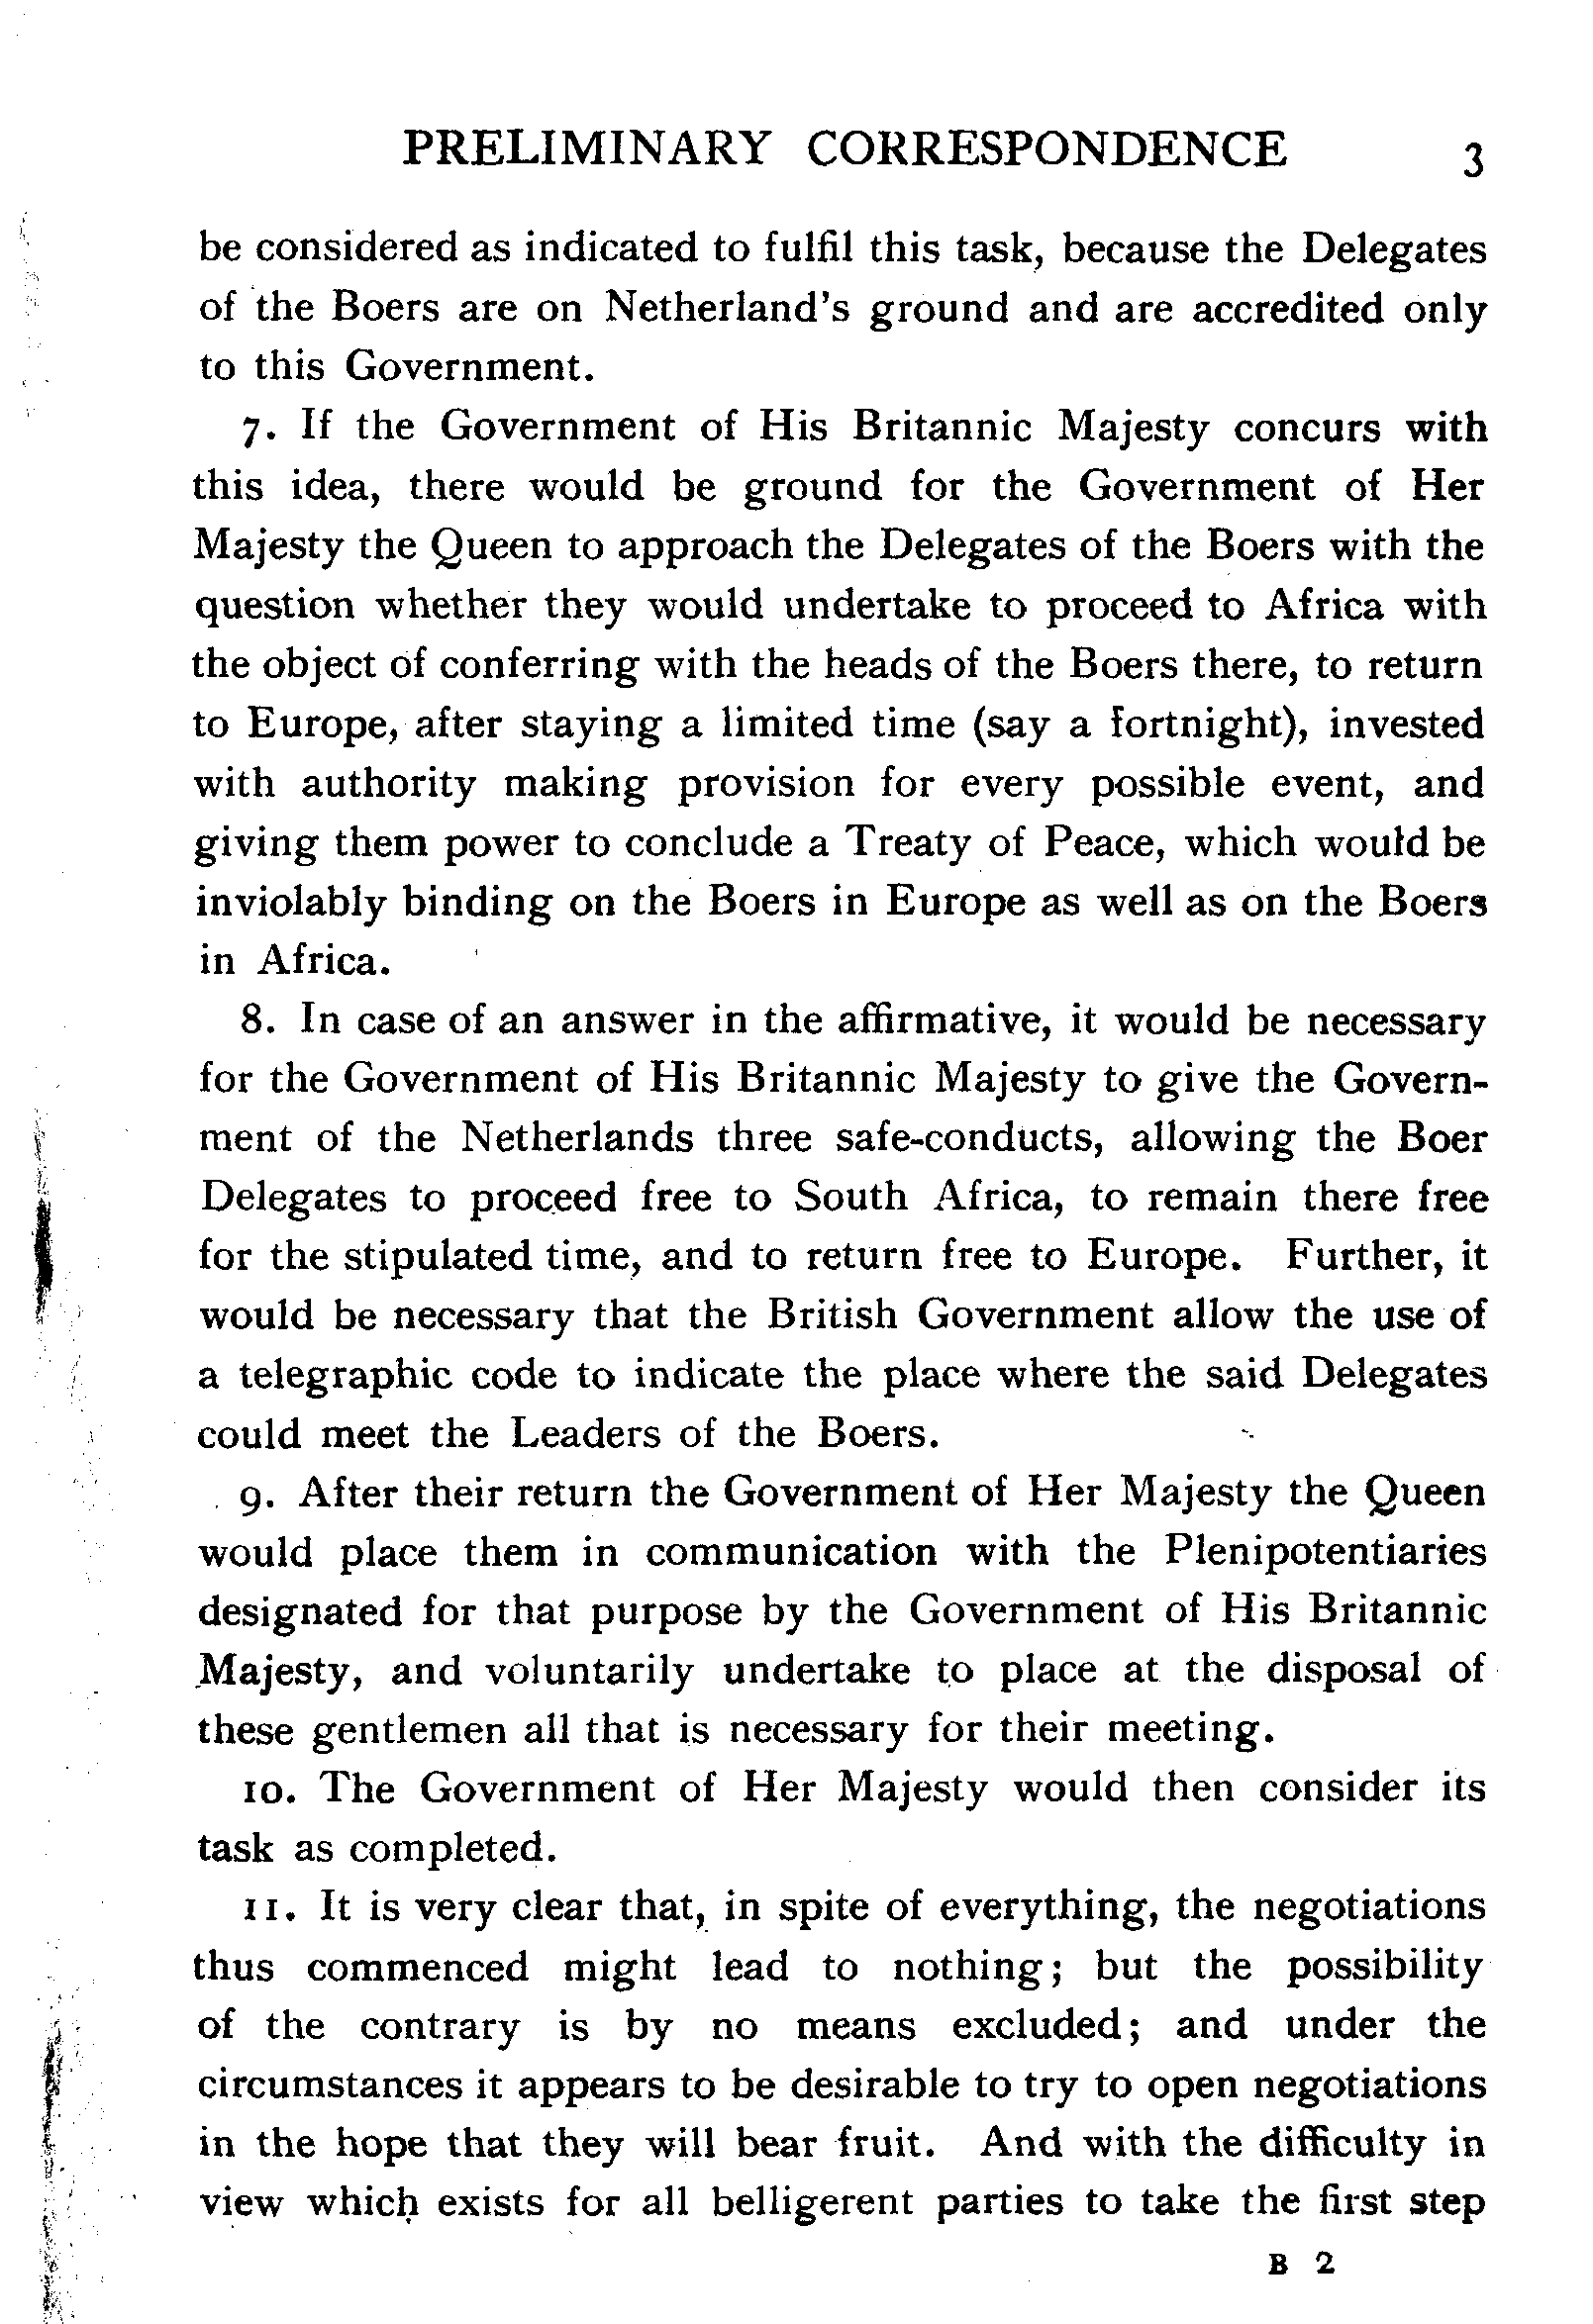 PRELIMINARY CORRESPONDENCE 3
be considered as indicated to fulfil this task, because the Delegates
of the Boers are on Netherland's ground and are accredited only
to this Government.
7. If the Government of His Britannic Majesty concurs with
this idea, there would be ground for the Government of Her
Majesty the Queen to approach the Delegates of the Boers with the
question whether they would undertake to proceed to Africa with
the object of conferring with the heads of the Boers there, to return
to Europe, after staying a limited time (say a fortnight), invested
with authority making provision for every possible event, and
giving them power to conclude a Treaty of Peace, which would be
inviolably binding on the Boers in Europe as well as on the Boers
in Africa.
8. In case of an answer in the affirmative, it would be necessary
for the Government of His Britannic Majesty to give the Govern-
ment of the Netherlands three safe-conducts, allowing the Boer
Delegates to proceed free to South Africa, to remain there free
for the stipulated time, and to return free to Europe. Further, it
would be necessary that the British Government allow the use of
a telegraphic code to indicate the place where the said Delegates
could meet the Leaders of the Boers.
9. After their return the Government of Her Majesty the Queen
would place them in communication with the Plenipotentiaries
designated for that purpose by the Government of His Britannic
Majesty, and voluntarily undertake to place at the disposal of
these gentlemen all that is necessary for their meeting.
10. The Government of Her Majesty would then consider its
task as completed.
11. It is very clear that, in spite of everything, the negotiations
thus commenced might lead to nothing; but the possibility
of the contrary is by no means excluded; and under the
circumstances it appears to be desirable to try to open negotiations
in the hope that they will bear fruit. And with the difficulty in
view which exists for all belligerent parties to take the first step
B 2